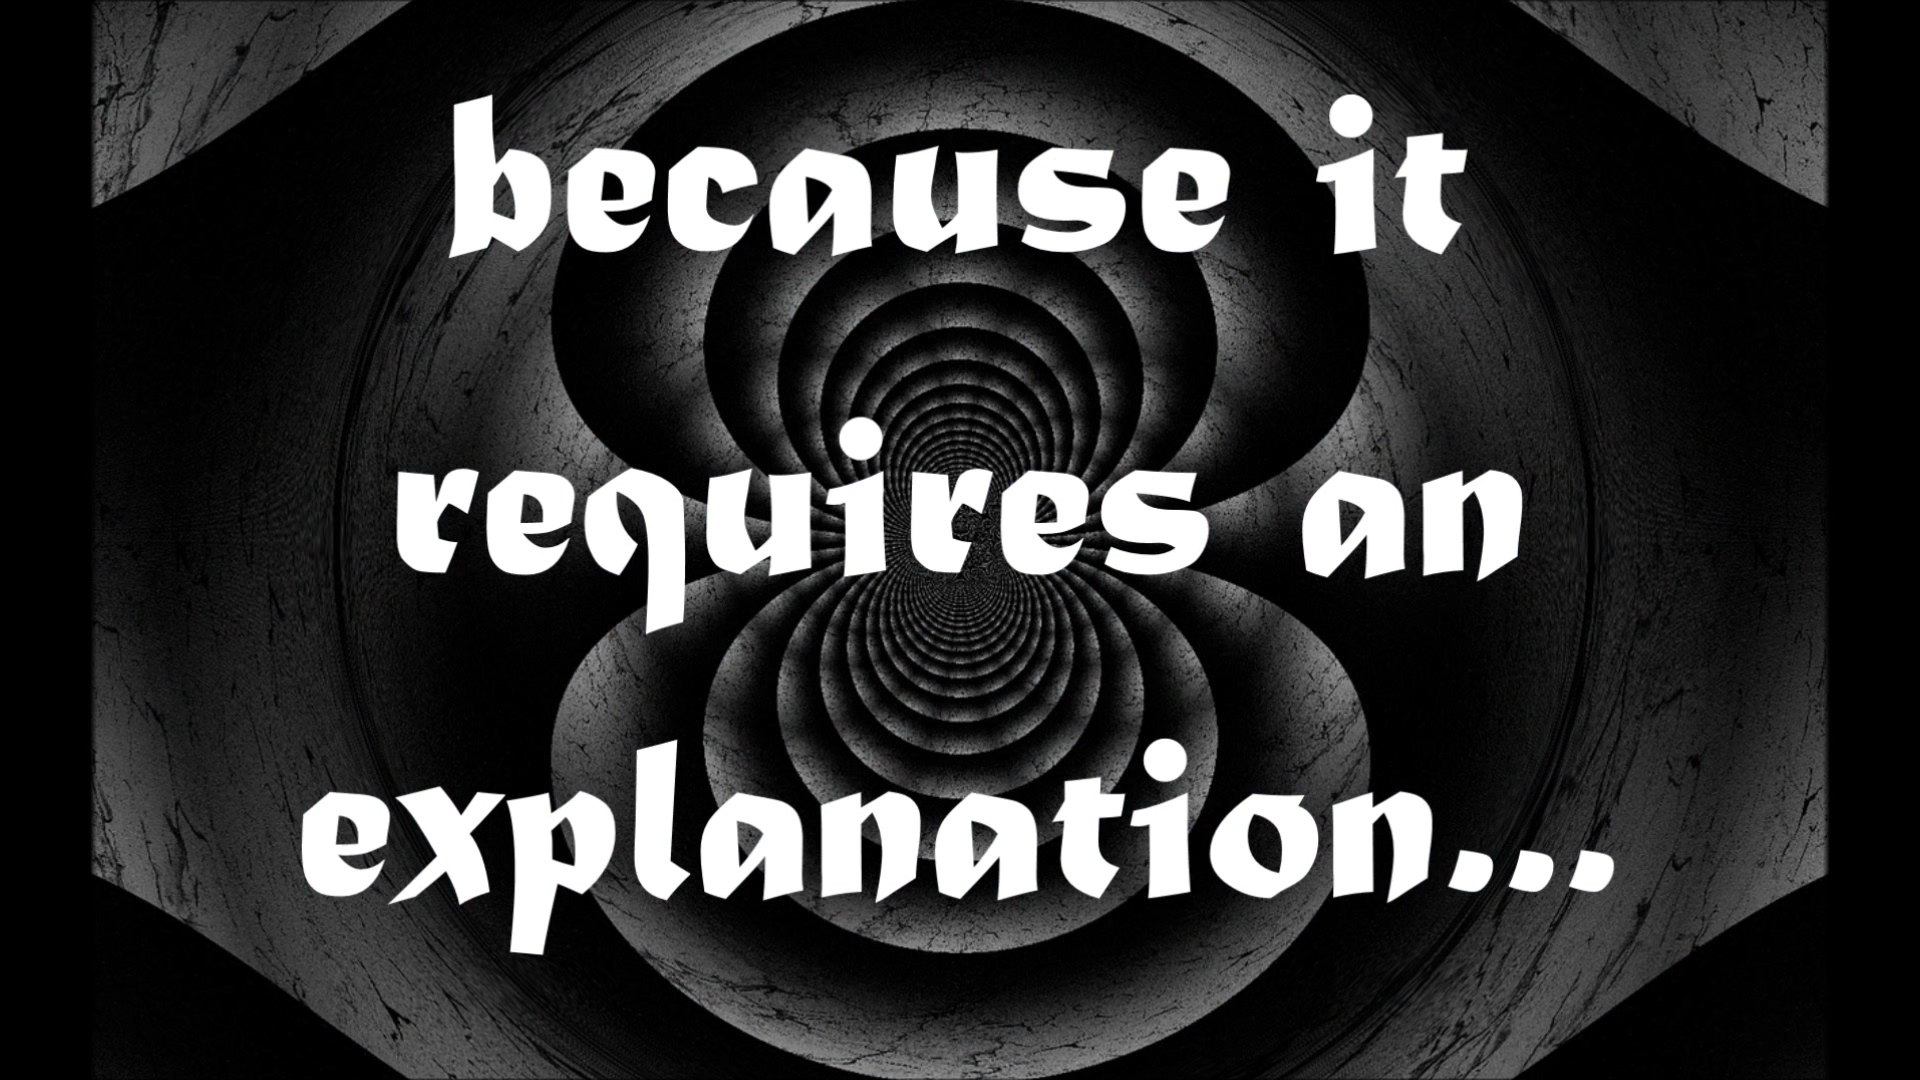 because it
requires an
explanation...